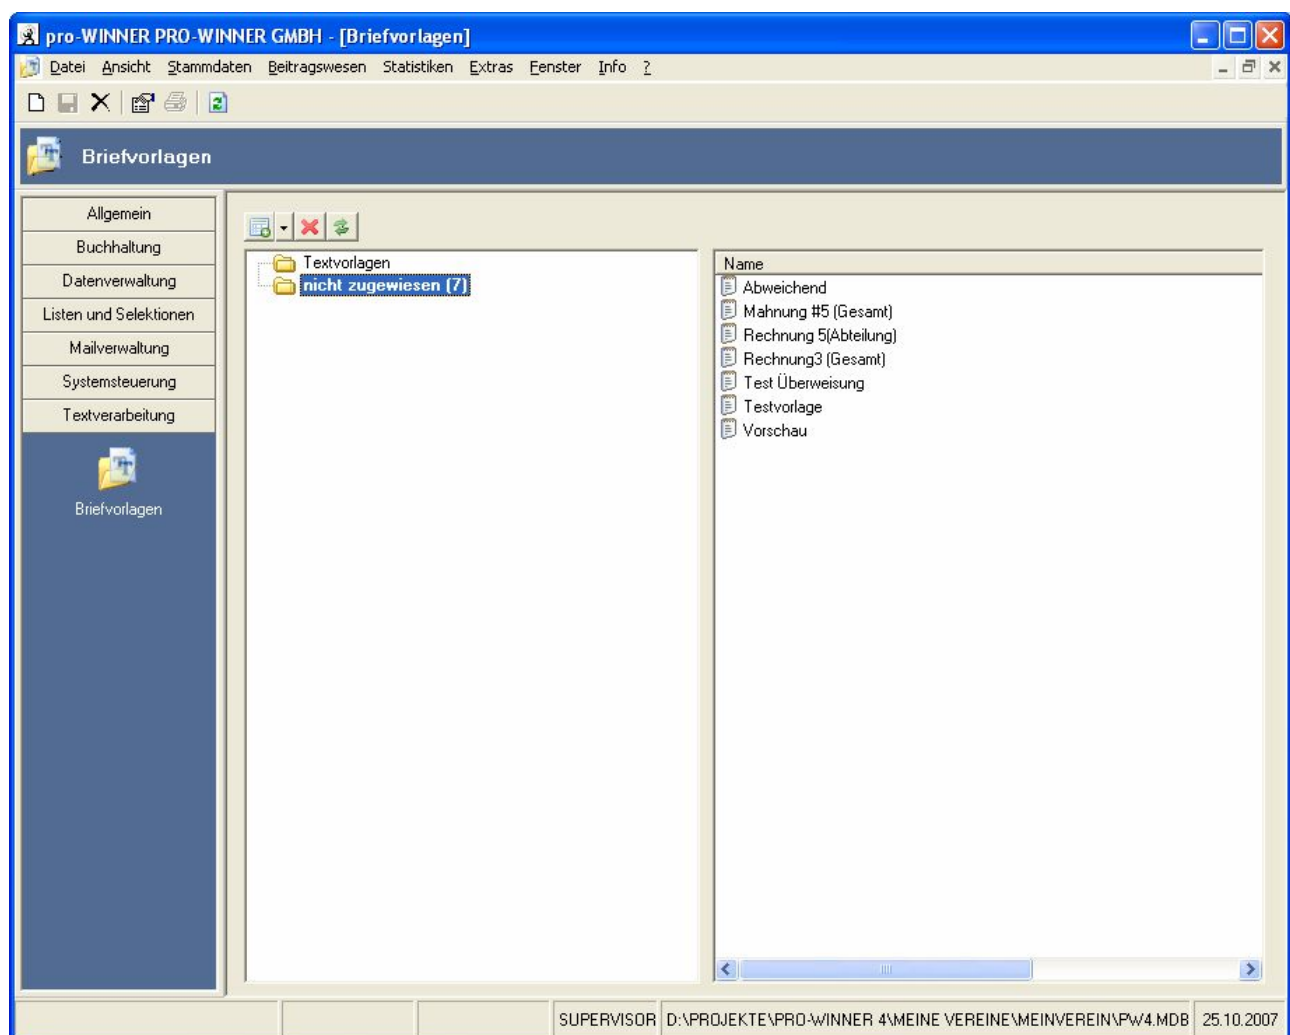 pro-WINNER PRO-WINNER GMBH - [Briefvorlagen]
Datei Ansicht Stammdaten Beitragswesen Statistiken Extras Fenster Info ?
Briefvorlagen
Allgemein
Buchhaltung
Datenverwaltung
Listen und Selektionen
Mailverwaltung
Systemsteuerung
Textverarbeitung
Briefvorlagen
Textvorlagen
nicht zugewiesen (7)
Name
Abweichend
Mahnung #5 (Gesamt)
Rechnung 5(Abteilung)
Rechnung3 (Gesamt)
Test Überweisung
Testvorlage
Vorschau
SUPERVISOR D:\PROJEKTE\PRO-WINNER 4\MEINE VEREINE\MEINVEREIN\PW4.MDB 25.10.2007